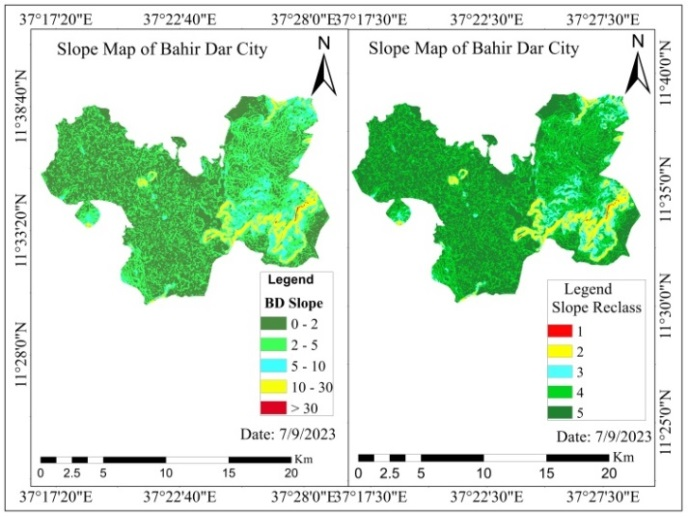 37°17'20"E 37°22'40"E 37°28'0"E 37°17'30"E 37°22'30"E 37°27'30"E
Slope Map of Bahir Dar City
N
11°38'40"N
11°33'20"N
11°28'0"N
Legend
BD Slope
0 - 2
2 - 5
5 - 10
10 - 30
> 30
Date: 7/9/2023
0 2.5 5 10 15 20 Km
Slope Map of Bahir Dar City
N
11°40'0"N
11°35'0"N
11°30'0"N
11°25'0"N
Legend
Slope Reclass
1
2
3
4
5
Date: 7/9/2023
0 2.5 5 10 15 20 Km
37°17'20"E 37°22'40"E 37°28'0"E 37°17'30"E 37°22'30"E 37°27'30"E